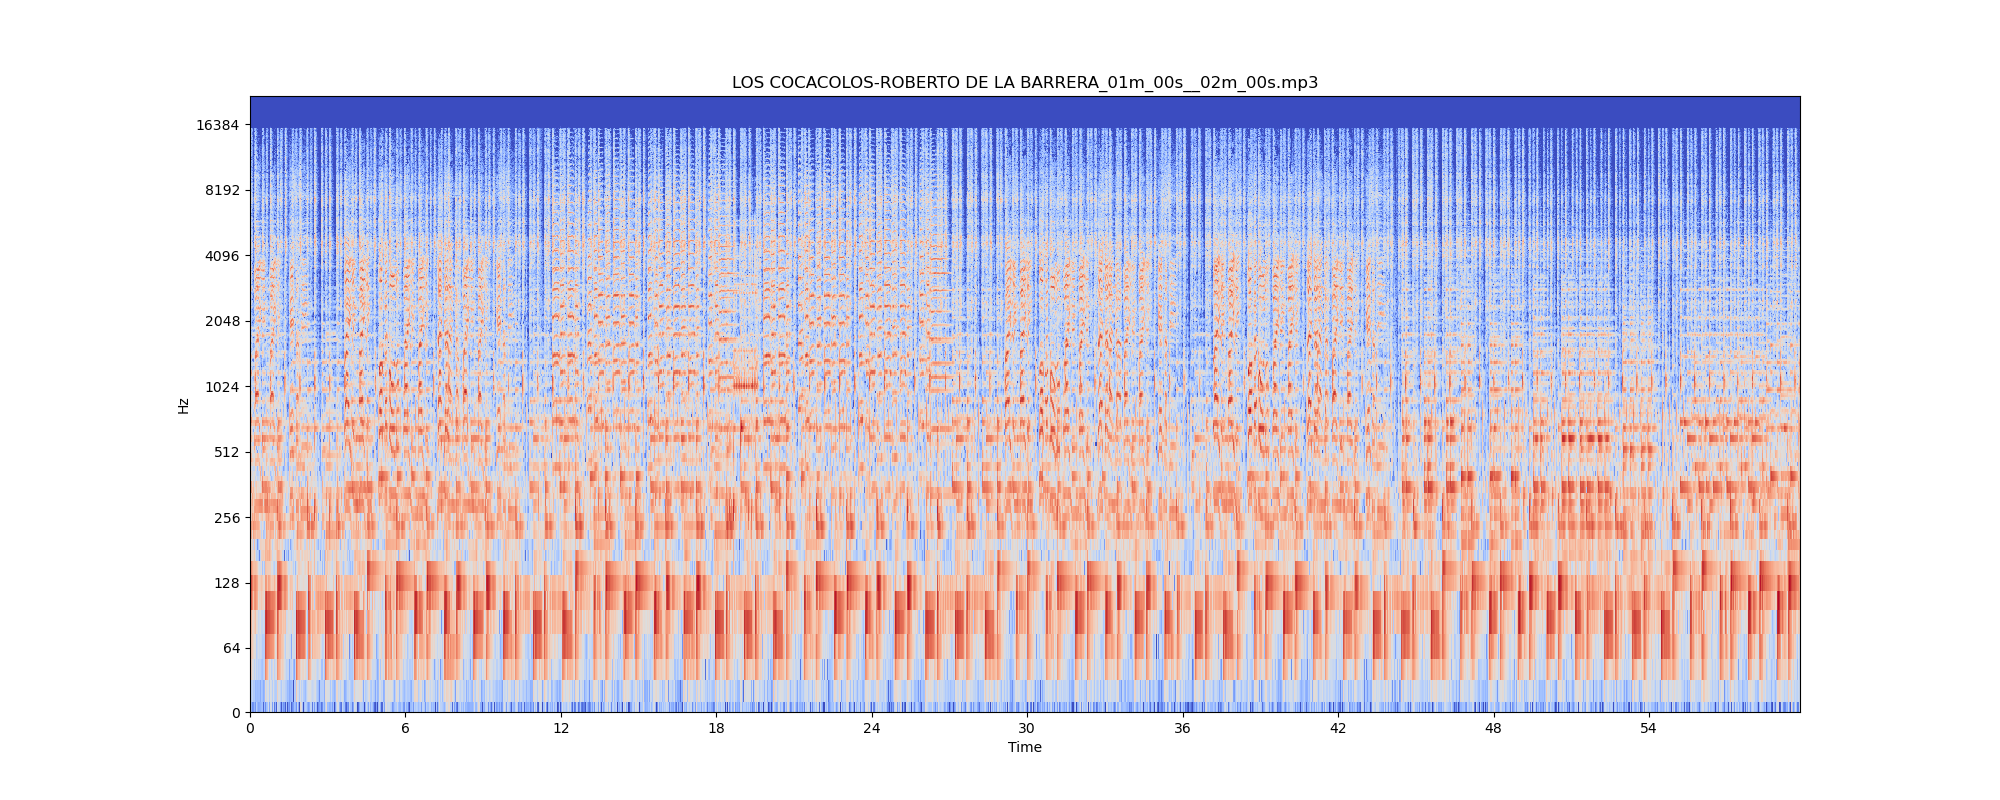 LOS COCACOLOS-ROBERTO DE LA BARRERA_01m_00s__02m_00s.mp3
16384
8192
4096
2048
1024
512
256
128
64
0
Hz
0 6 12 18 24 30 36 42 48 54
Time